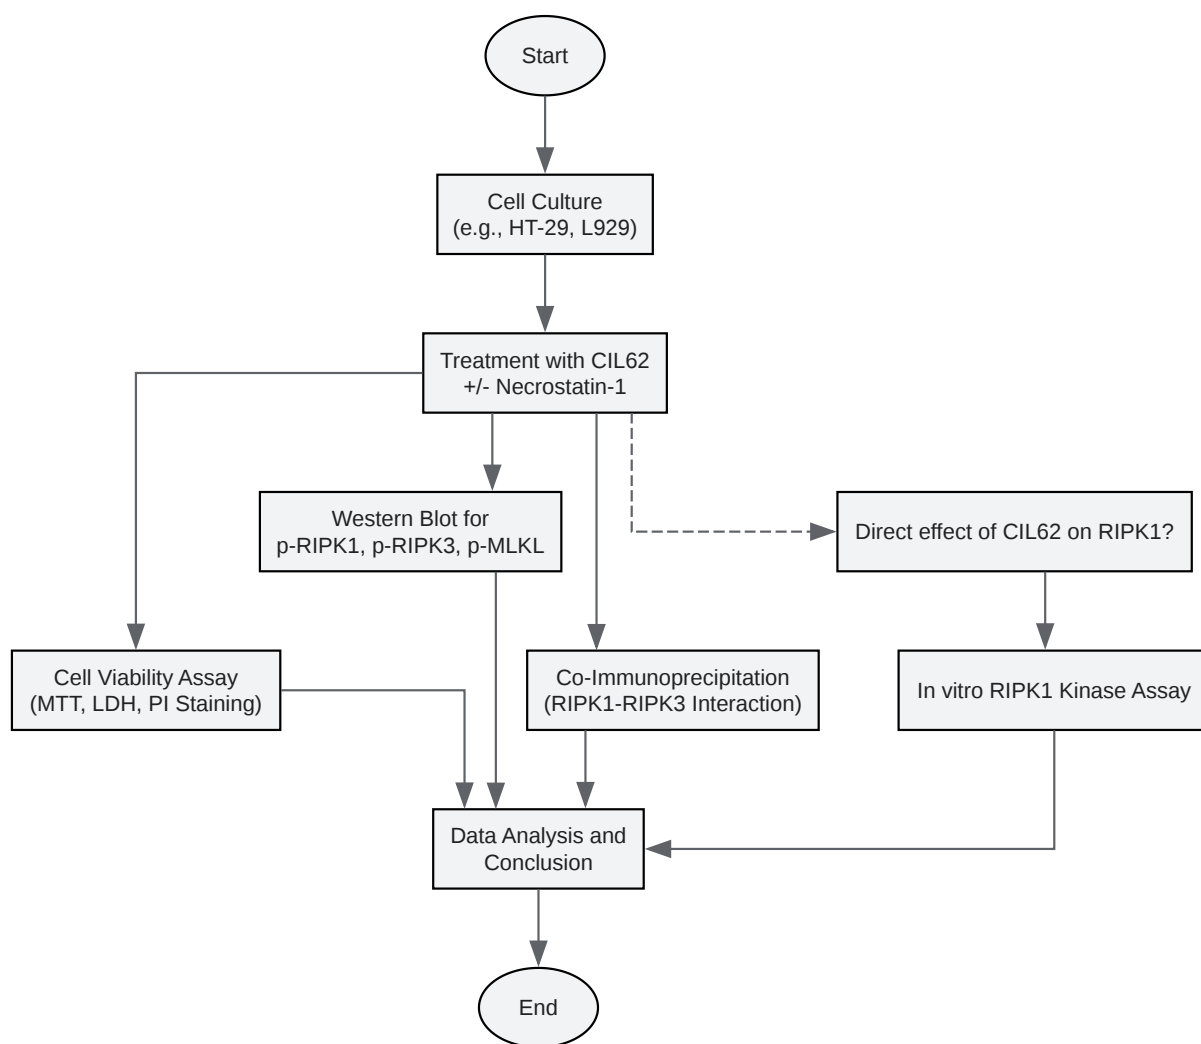 Start
Cell Culture
(e.g., HT-29, L929)
Treatment with CIL62
+/- Necrostatin-1
Western Blot for
p-RIPK1, p-RIPK3, p-MLKL
Direct effect of CIL62 on RIPK1?
Cell Viability Assay
(MTT, LDH, PI Staining)
Co-Immunoprecipitation
(RIPK1-RIPK3 Interaction)
In vitro RIPK1 Kinase Assay
Data Analysis and
Conclusion
End